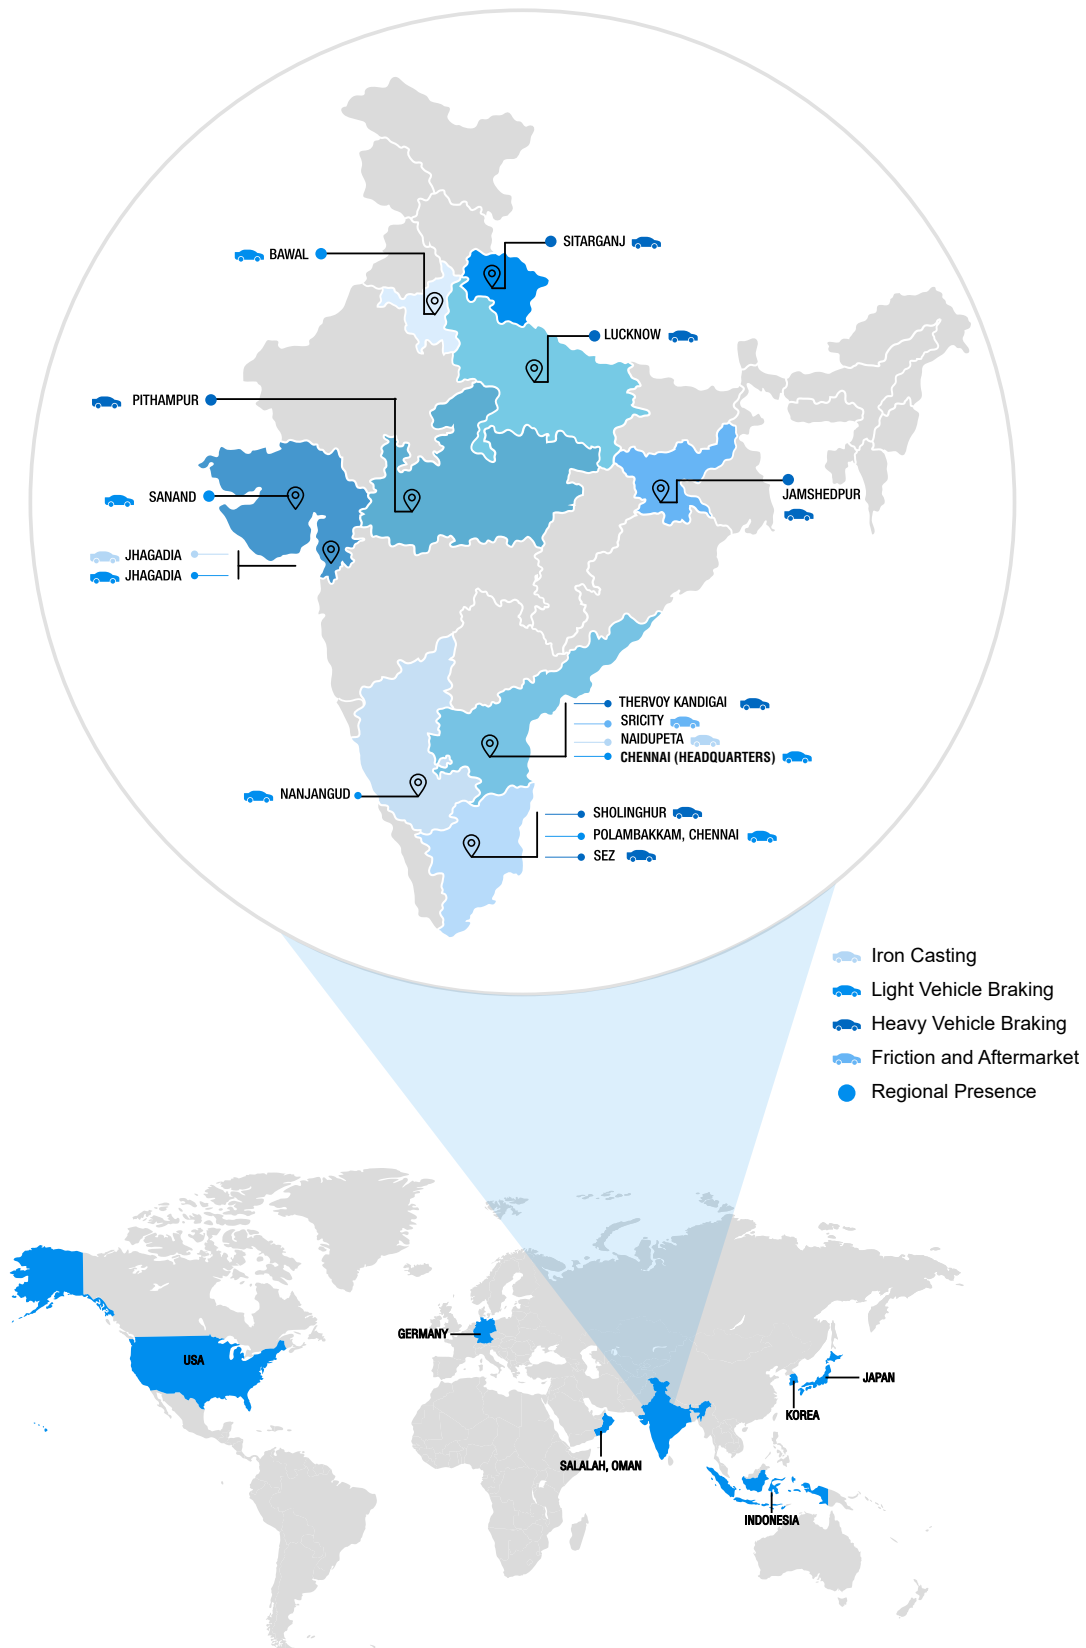 SITARGANJ
BAWAL
LUCKNOW
PITHAMPUR
SANAND
JAMSHEDPUR
JHAGADIA
JHAGADIA
THERVOY KANDIGAI
SRICITY
NAIDUPETA
CHENNAI (HEADQUARTERS)
NANJANGUD
SHOLINGHUR
POLAMBAKKAM, CHENNAI
SEZ
Iron Casting
Light Vehicle Braking
Heavy Vehicle Braking
Friction and Aftermarket
Regional Presence
GERMANY
USA
JAPAN
KOREA
SALALAH, OMAN
INDONESIA